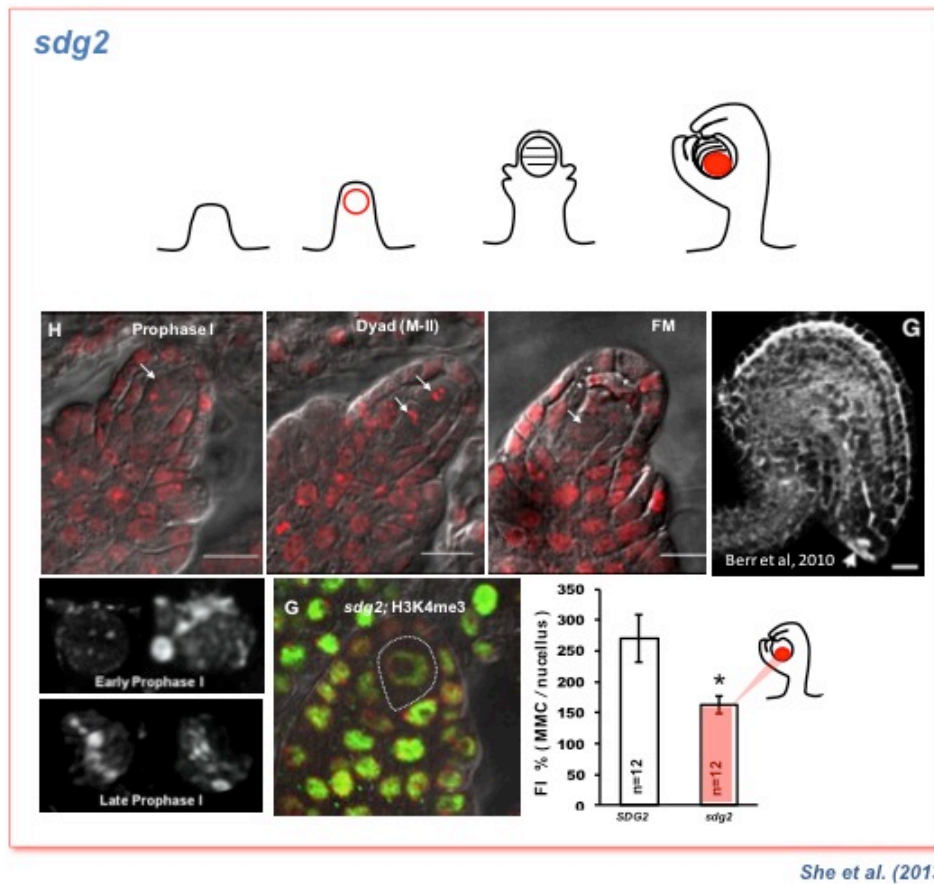 sdg2
H Prophase I
Dyad (M-II)
FM
G
Berr et al, 2010
Early Prophase I
Late Prophase I
G sdg2; H3K4me3
FI % ( MMC / nucellus )
350
300
250
200
150
100
50
0
n=12
*
n=12
SDG2
sdg2
She et al. (2013